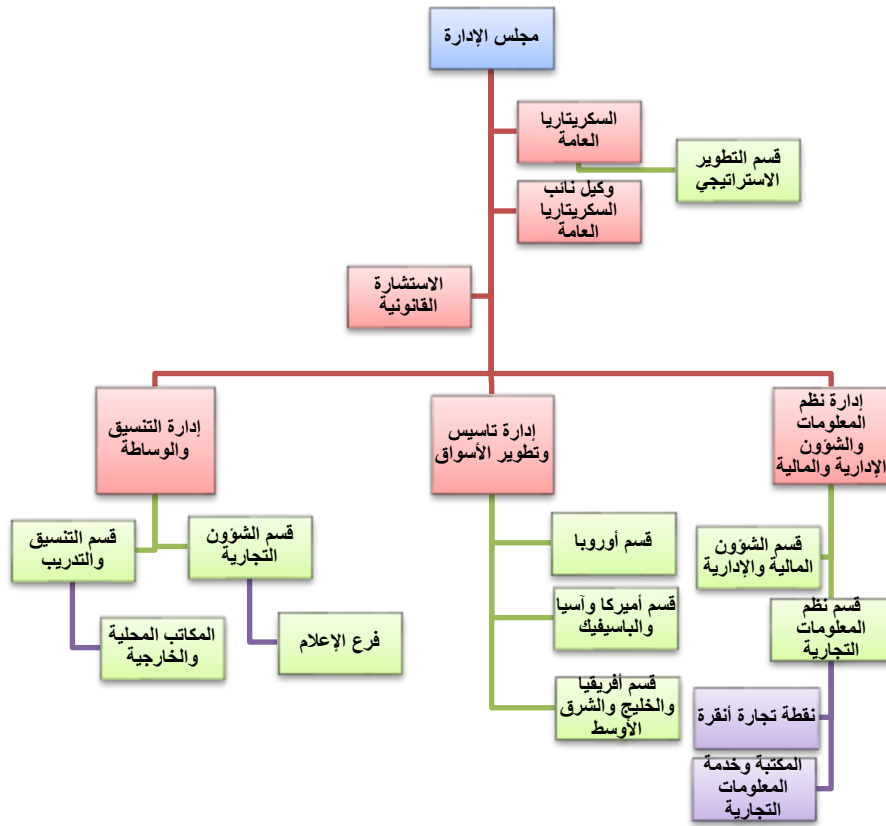 مجلس الإدارة
السكريتاريا
العامة
قسم التطوير
الاستراتيجي
وكيل نائب
السكريتاريا
العامة
الاستشارة
القانونية
إدارة نظم
المعلومات
والشؤون
الإدارية والمالية
إدارة تاسيس
وتطوير الأسواق
إدارة التنسيق
والوساطة
قسم الشؤون
المالية والإدارية
قسم نظم
المعلومات
التجارية
نقطة تجارة أنقرة
المكتبة وخدمة
المعلومات
التجارية
قسم أوروبا
قسم أميركا وآسيا
والباسيفيك
قسم أفريقيا
والخليج والشرق
الأوسط
قسم الشؤون
التجارية
فرع الإعلام
قسم التنسيق
والتدريب
المكاتب المحلية
والخارجية